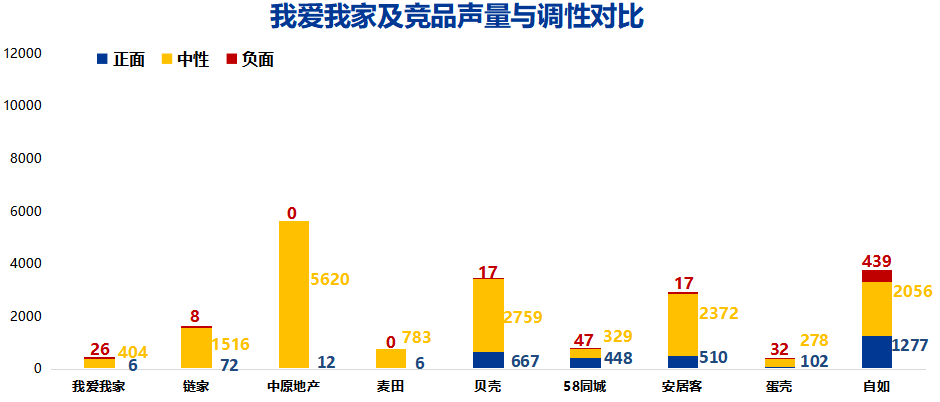 我爱我家及竞品声量与调性对比
12000
正面 中性 负面
10000
8000
6000
4000
2000
0
26 404 6
8 1516 72
0 5620 12
0 783 6
17 2759 667
47 329 448
17 2372 510
32 278 102
439 2056 1277
我爱我家 链家 中原地产 麦田 贝壳 58同城 安居客 蛋壳 自如